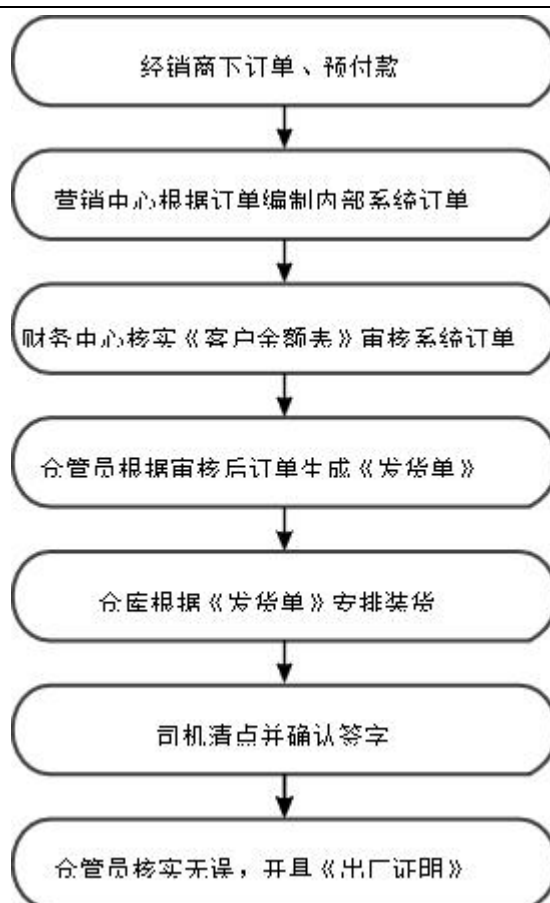 经销商下订单、预付款
营销中心根据订单编制内部系统订单
财务中心核实《客户余额表》审核系统订单
仓管员根据审核后订单生成《发货单》
仓库根据《发货单》安排装货
司机清点并确认签字
仓管员核实无误，开具《出厂证明》